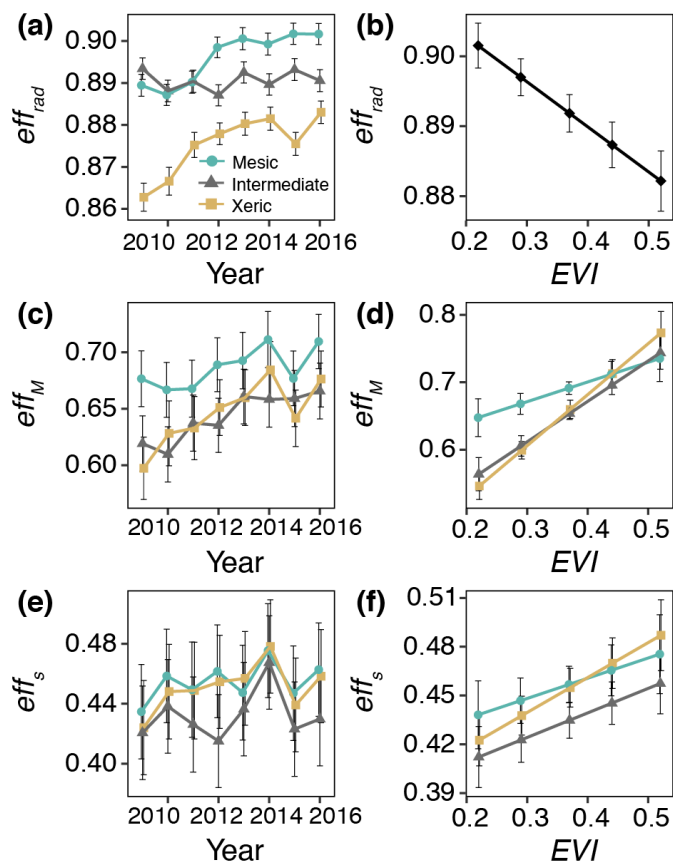 (a)
0.90
0.89
0.88
0.87
0.86
eff_rad
Mesic
Intermediate
Xeric
2010 2012 2014 2016
Year
(b)
0.90
0.89
0.88
eff_rad
0.2 0.3 0.4 0.5
EVI
(c)
0.70
0.65
0.60
eff_M
2010 2012 2014 2016
Year
(d)
0.8
0.7
0.6
eff_M
0.2 0.3 0.4 0.5
EVI
(e)
0.48
0.44
0.40
eff_s
2010 2012 2014 2016
Year
(f)
0.51
0.48
0.45
0.42
0.39
eff_s
0.2 0.3 0.4 0.5
EVI